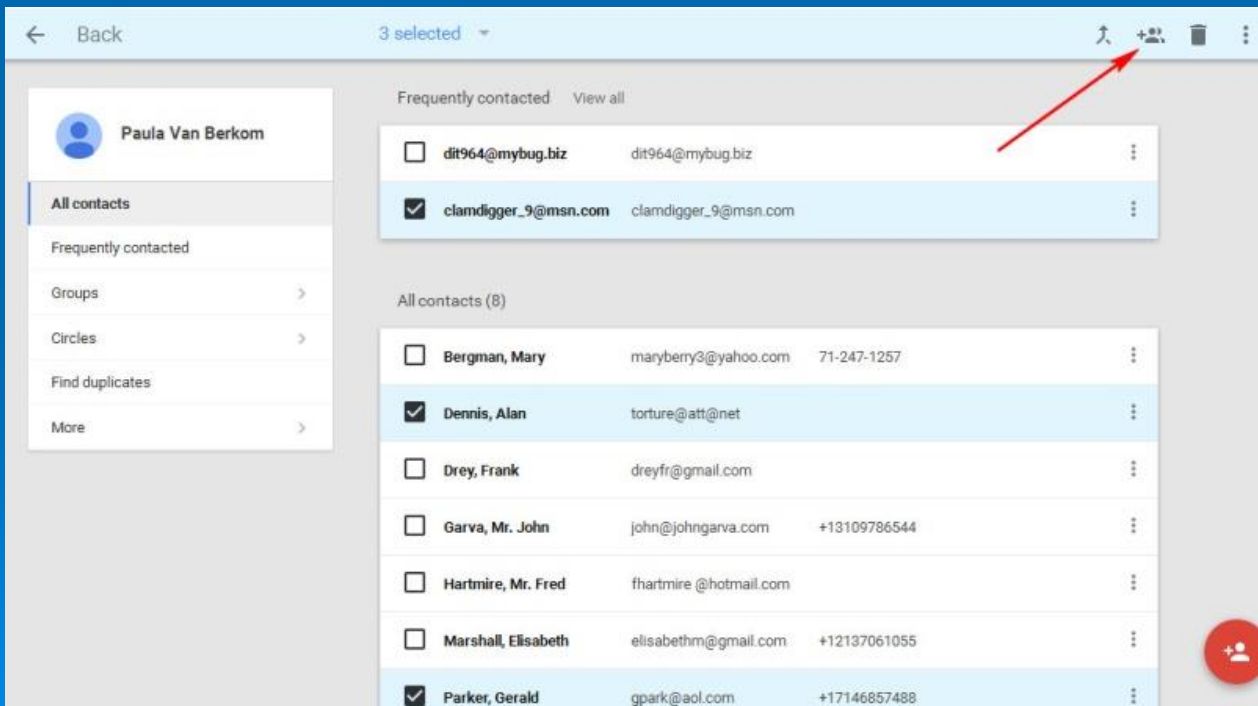 Back
3 selected
Paula Van Berkom
All contacts
Frequently contacted
Groups
Circles
Find duplicates
More
Frequently contacted View all
dit964@mybug.biz dit964@mybug.biz
clamdigger_9@msn.com clamdigger_9@msn.com
All contacts (8)
Bergman, Mary maryberry3@yahoo.com 71-247-1257
Dennis, Alan torture@att@net
Drey, Frank dreyfr@gmail.com
Garva, Mr. John john@johngarva.com +13109786544
Hartmire, Mr. Fred fhartmire @hotmail.com
Marshall, Elisabeth elisabethm@gmail.com +12137061055
Parker, Gerald gpark@aol.com +17146857488